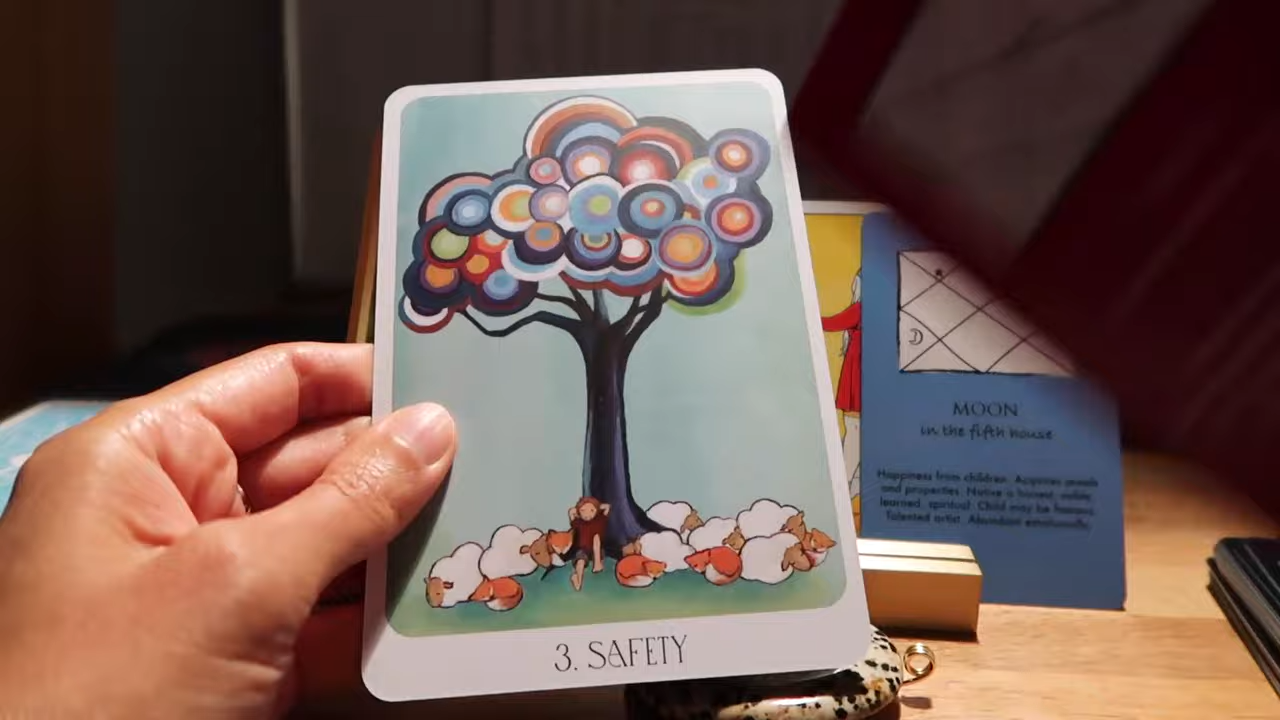 3. SAFETY
MOON
in the fifth house
Happiness from children. Acquires jewels
and properties. Native is honest, noble,
learned, spiritual. Child may be famous.
Talented artist. Abundant emotionally.